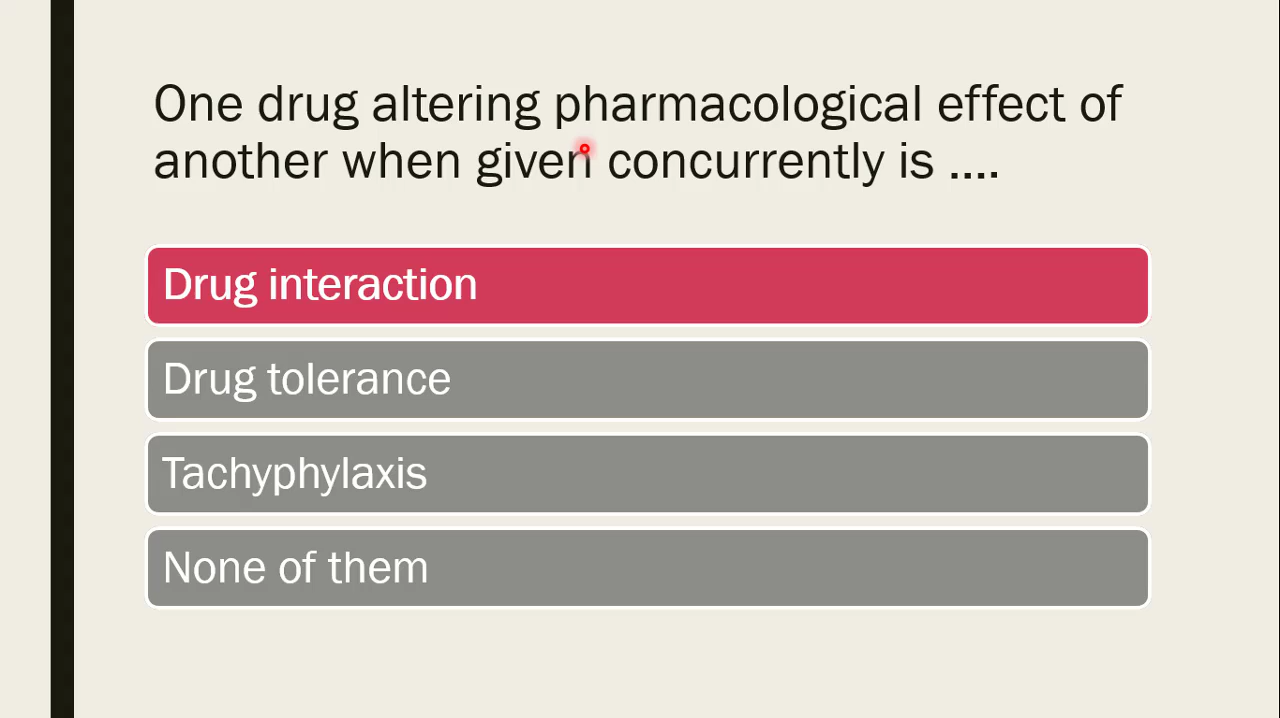 One drug altering pharmacological effect of
another when given concurrently is ....
Drug interaction
Drug tolerance
Tachyphylaxis
None of them